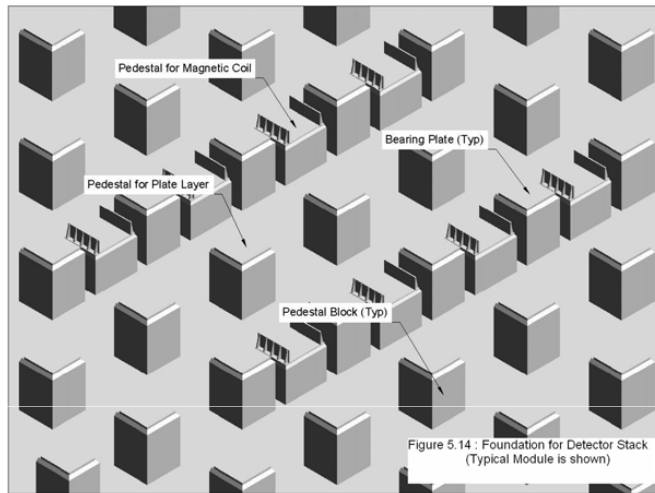 Pedestal for Magnetic Coil
Bearing Plate (Typ)
Pedestal for Plate Layer
Pedestal Block (Typ)
Figure 5.14 : Foundation for Detector Stack
(Typical Module is shown)